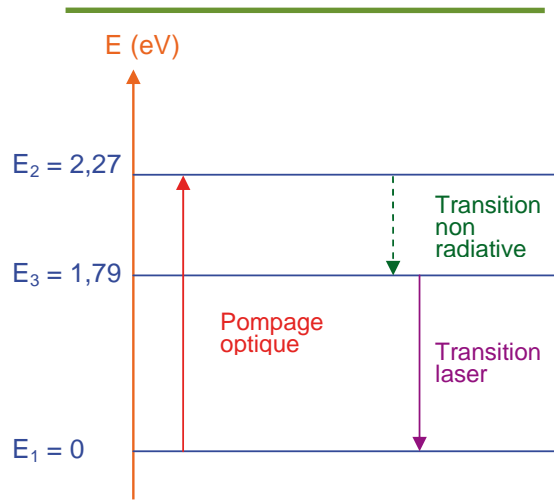 E (eV)
E₂ = 2,27
Transition
non
radiative
E₃ = 1,79
Pompage
optique
Transition
laser
E₁ = 0